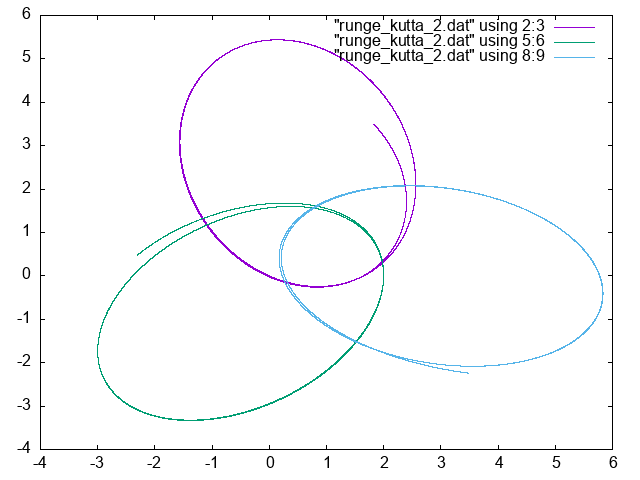 6
5
4
3
2
1
0
-1
-2
-3
-4
-4 -3 -2 -1 0 1 2 3 4 5 6
"runge_kutta_2.dat" using 2:3
"runge_kutta_2.dat" using 5:6
"runge_kutta_2.dat" using 8:9